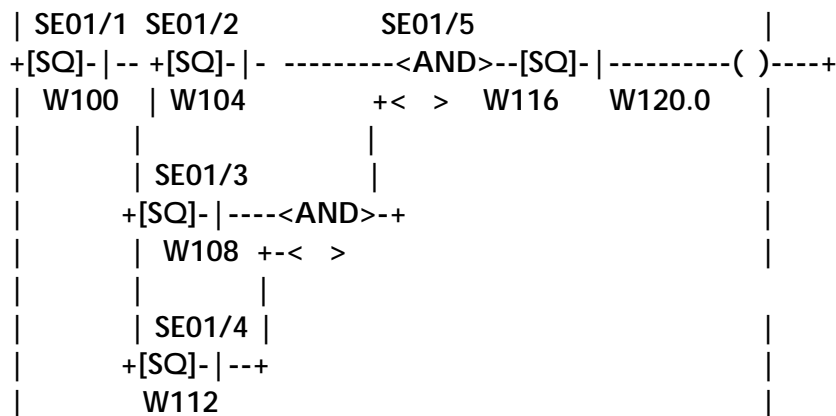 | SE01/1 SE01/2 SE01/5 |
+[SQ]-|-- +[SQ]-|- ---------<AND>--[SQ]-|----------( )----+
| W100 | W104 +< > W116 W120.0 |
| | | |
| | SE01/3 | |
| +[SQ]-|----<AND>-+ |
| | W108 +-< > |
| | |
| | SE01/4 | |
| +[SQ]-|--+ |
| W112 |